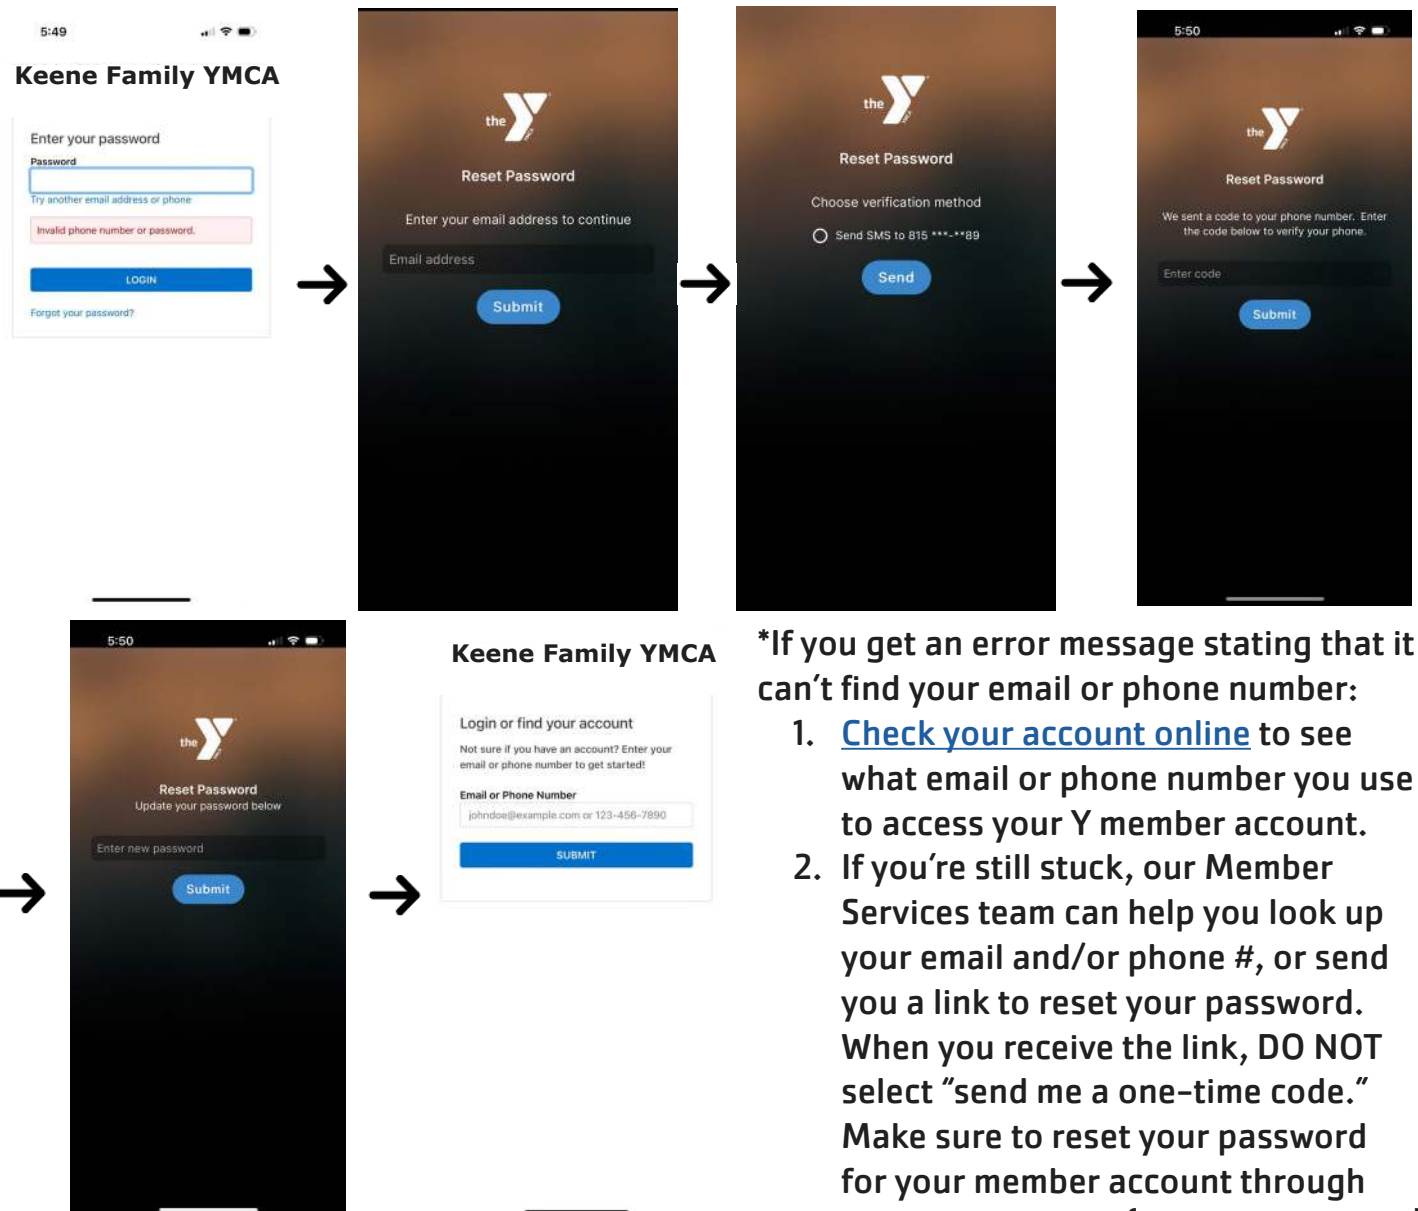 5:49
Keene Family YMCA
Enter your password
Password
Try another email address or phone
Invalid phone number or password.
LOGIN
Forgot your password?
the
YMCA
Reset Password
Enter your email address to continue
Email address
Submit
the
YMCA
Reset Password
Choose verification method
Send SMS to 815 ***-**89
Send
5:50
the
YMCA
Reset Password
We sent a code to your phone number. Enter
the code below to verify your phone.
Enter code
Submit
5:50
the
YMCA
Reset Password
Update your password below
Enter new password
Submit
Keene Family YMCA
Login or find your account
Not sure if you have an account? Enter your
email or phone number to get started!
Email or Phone Number
johndoe@example.com or 123-456-7890
SUBMIT
*If you get an error message stating that it
can't find your email or phone number:
1. Check your account online to see
what email or phone number you use
to access your Y member account.
2. If you're still stuck, our Member
Services team can help you look up
your email and/or phone #, or send
you a link to reset your password.
When you receive the link, DO NOT
select "send me a one-time code."
Make sure to reset your password
for your member account through